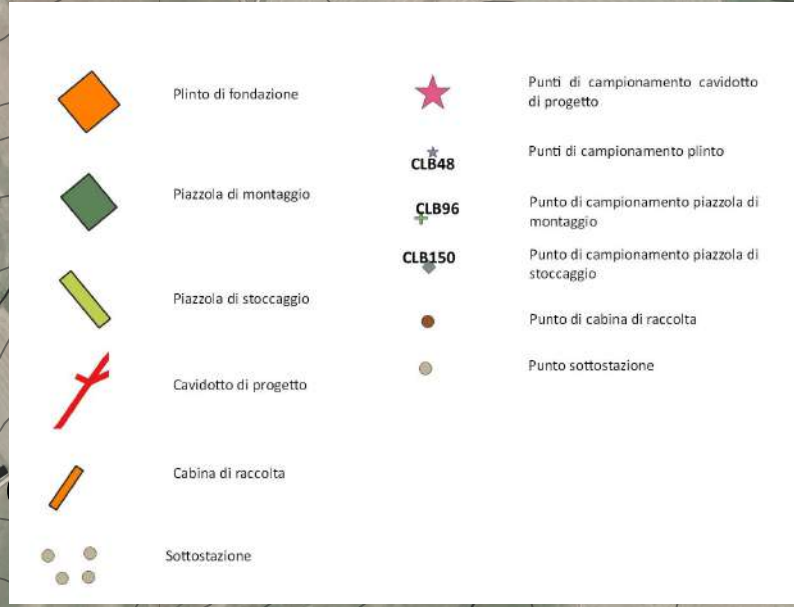 Plinto di fondazione
Piazzola di montaggio
Piazzola di stoccaggio
Cavidotto di progetto
Cabina di raccolta
Sottostazione
Punti di campionamento cavidotto
di progetto
CLB48
Punti di campionamento plinto
CLB96
Punto di campionamento piazzola di
montaggio
CLB150
Punto di campionamento piazzola di
stoccaggio
Punto di cabina di raccolta
Punto sottostazione